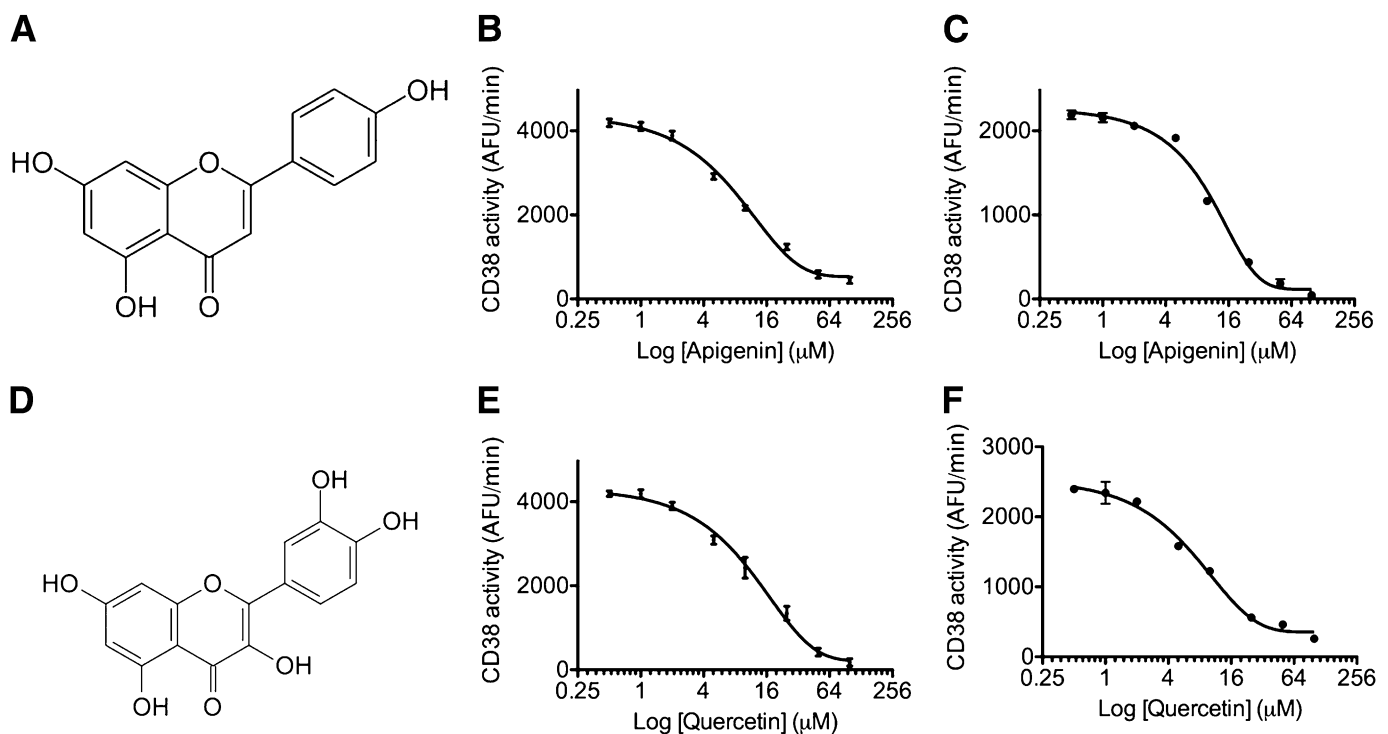 A
B
C
OH
HO
O
OH
O
CD38 activity (AFU/min)
4000
2000
0
0.25 1 4 16 64 256
Log [Apigenin] (μM)
CD38 activity (AFU/min)
2000
1000
0
0.25 1 4 16 64 256
Log [Apigenin] (μM)
D
E
F
OH
OH
HO
O
OH
OH
O
CD38 activity (AFU/min)
4000
2000
0
0.25 1 4 16 64 256
Log [Quercetin] (μM)
CD38 activity (AFU/min)
3000
2000
1000
0
0.25 1 4 16 64 256
Log [Quercetin] (μM)